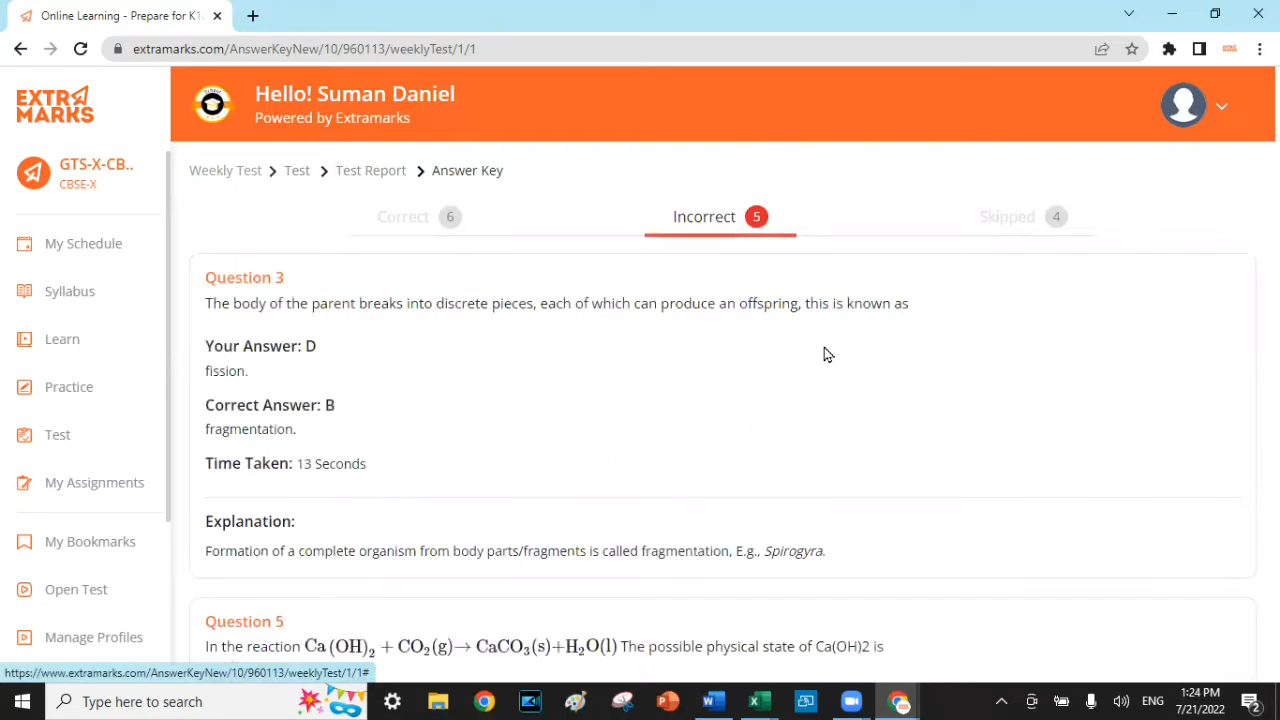 Online Learning - Prepare for K1
extramarks.com/AnswerKeyNew/10/960113/weeklyTest/1/1
EXTRAMARKS
Hello! Suman Daniel
Powered by Extramarks
GTS-X-CB..
CBSE-X
My Schedule
Syllabus
Learn
Practice
Test
My Assignments
My Bookmarks
Open Test
Manage Profiles
Weekly Test > Test > Test Report > Answer Key
Correct 6 Incorrect 5 Skipped 4
Question 3
The body of the parent breaks into discrete pieces, each of which can produce an offspring, this is known as
Your Answer: D
fission.
Correct Answer: B
fragmentation.
Time Taken: 13 Seconds
Explanation:
Formation of a complete organism from body parts/fragments is called fragmentation, E.g., Spirogyra.
Question 5
In the reaction Ca(OH)₂ + CO₂(g)→ CaCO₃(s)+H₂O(l) The possible physical state of Ca(OH)2 is
https://www.extramarks.com/AnswerKeyNew/10/960113/weeklyTest/1/1#
Type here to search
ENG
1:24 PM
7/21/2022
2